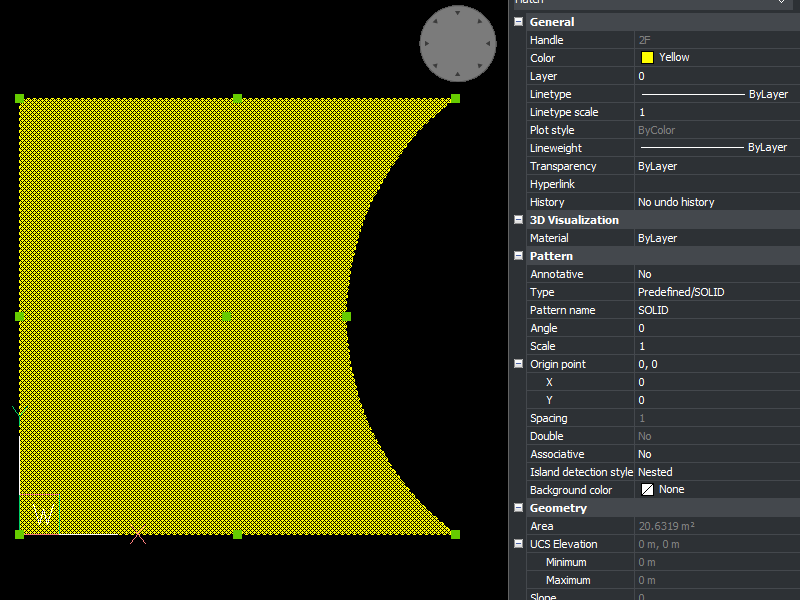 Hatch
General
Handle 2F
Color Yellow
Layer 0
Linetype ByLayer
Linetype scale 1
Plot style ByColor
Lineweight ByLayer
Transparency ByLayer
Hyperlink
History No undo history
3D Visualization
Material ByLayer
Pattern
Annotative No
Type Predefined/SOLID
Pattern name SOLID
Angle 0
Scale 1
Origin point 0, 0
X 0
Y 0
Spacing 1
Double No
Associative No
Island detection style Nested
Background color None
Geometry
Area 20.6319 m²
UCS Elevation 0 m, 0 m
Minimum 0 m
Maximum 0 m
Slope 0
Y
W
X